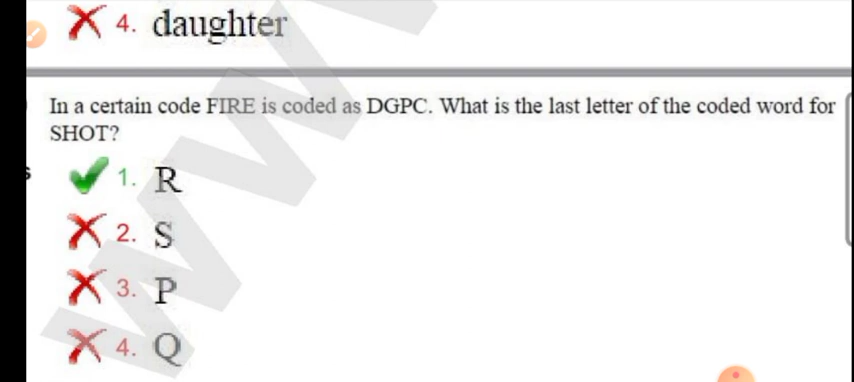 4. daughter
In a certain code FIRE is coded as DGPC. What is the last letter of the coded word for
SHOT?
1. R
2. S
3. P
4. Q